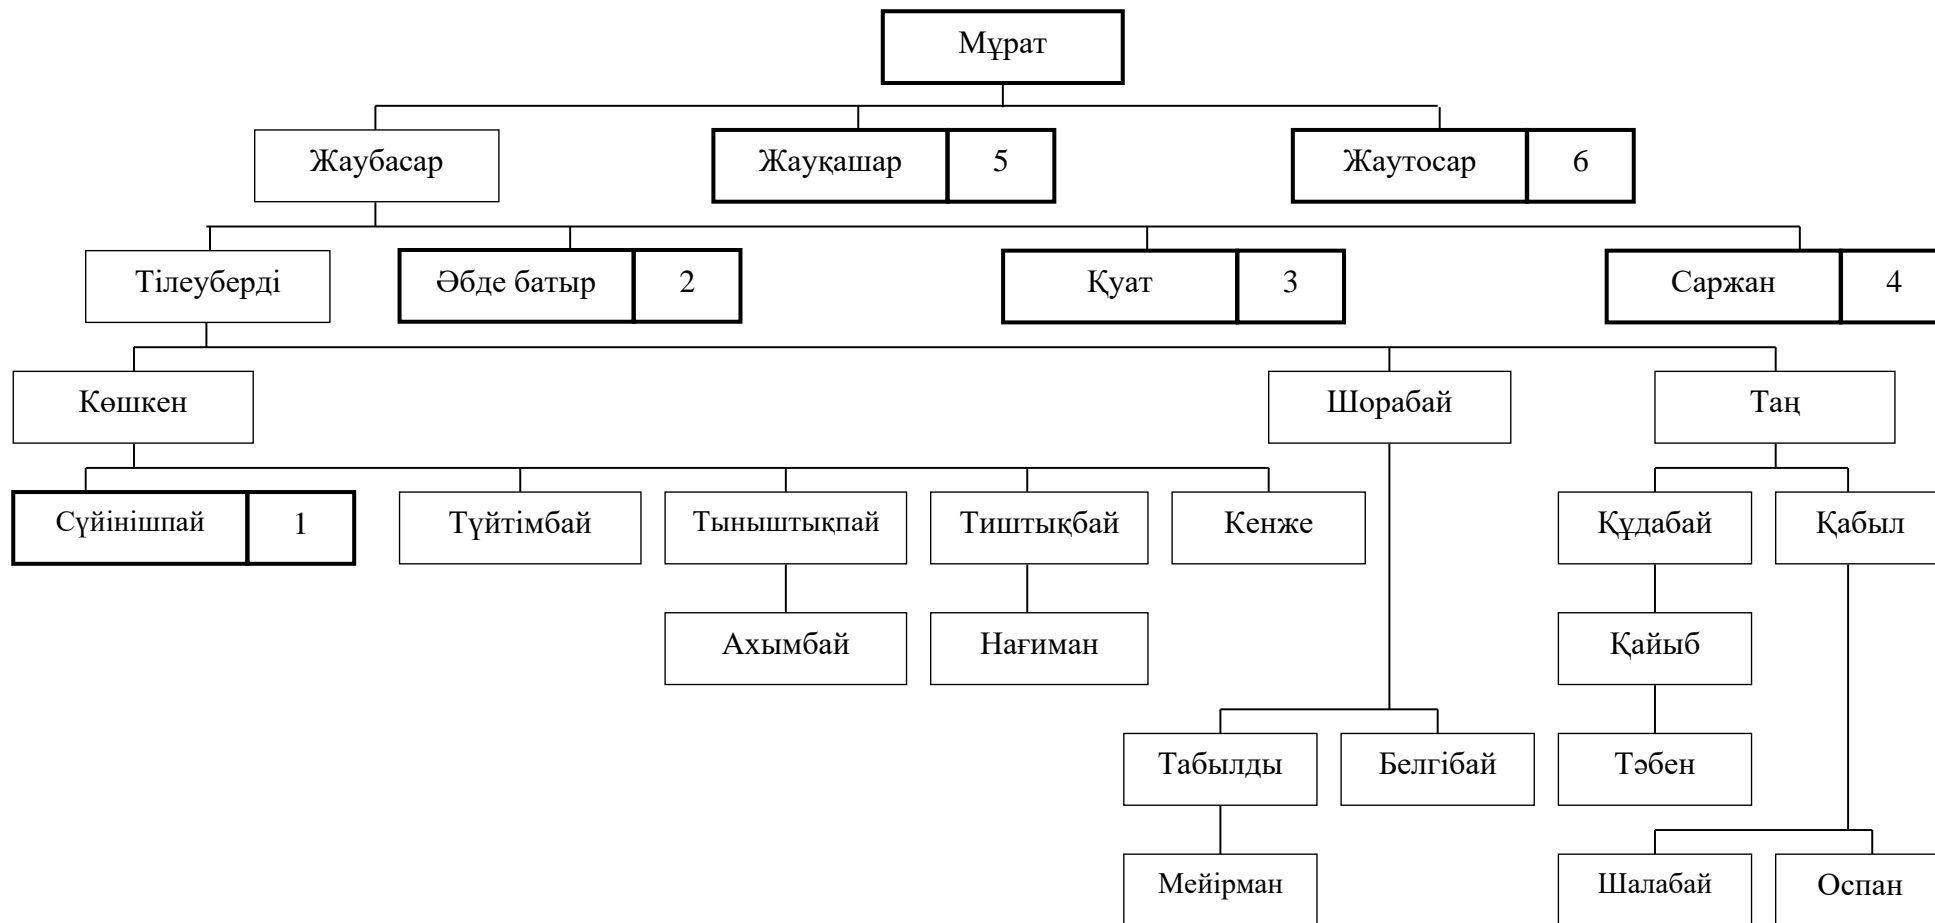 Мұрат
Жаубасар
Жауқашар 5
Жаутосар 6
Тілеуберді
Әбде батыр 2
Қуат 3
Саржан 4
Көшкен
Шорабай
Таң
Сүйінішпай 1
Түйтімбай
Тыныштықпай
Тиштықбай
Кенже
Құдабай
Қабыл
Ахымбай
Нағиман
Қайыб
Табылды
Белгібай
Тәбен
Мейірман
Шалабай
Оспан